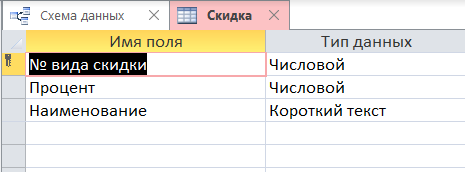 Схема данных Скидка
Имя поля Тип данных
№ вида скидки Числовой
Процент Числовой
Наименование Короткий текст